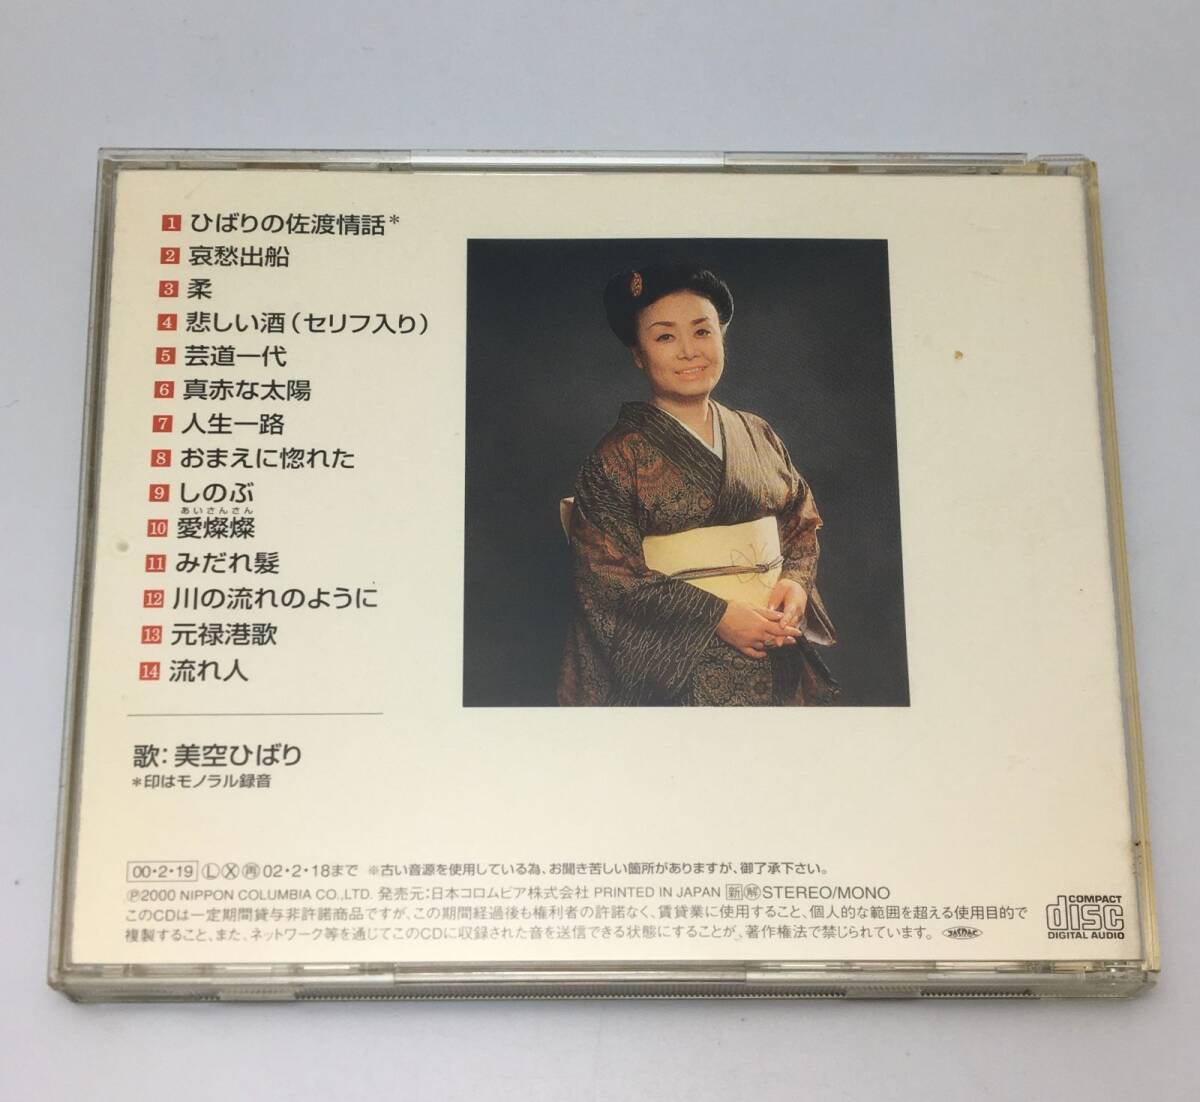 1 ひばりの佐渡情話*
2 哀愁出船
3 柔
4 悲しい酒(セリフ入り)
5 芸道一代
6 真赤な太陽
7 人生一路
8 おまえに惚れた
9 しのぶ
あいさんさん
10 愛燦燦
11 みだれ髪
12 川の流れのように
13 元禄港歌
14 流れ人
歌:美空ひばり
*印はモノラル録音
00・2・19 Ⓛ Ⓧ ㊞ 02・2・18まで ※古い音源を使用している為、お聞き苦しい箇所がありますが、御了承下さい。
Ⓟ2000 NIPPON COLUMBIA CO.,LTD. 発売元:日本コロムビア株式会社 PRINTED IN JAPAN 新 解 STEREO/MONO
このCDは一定期間貸与非許諾商品ですが、この期間経過後も権利者の許諾なく、賃貸業に使用すること、個人的な範囲を超える使用目的で
複製すること、また、ネットワーク等を通じてこのCDに収録された音を送信できる状態にすることが、著作権法で禁じられています。 JASRAC
COMPACT
disc
DIGITAL AUDIO